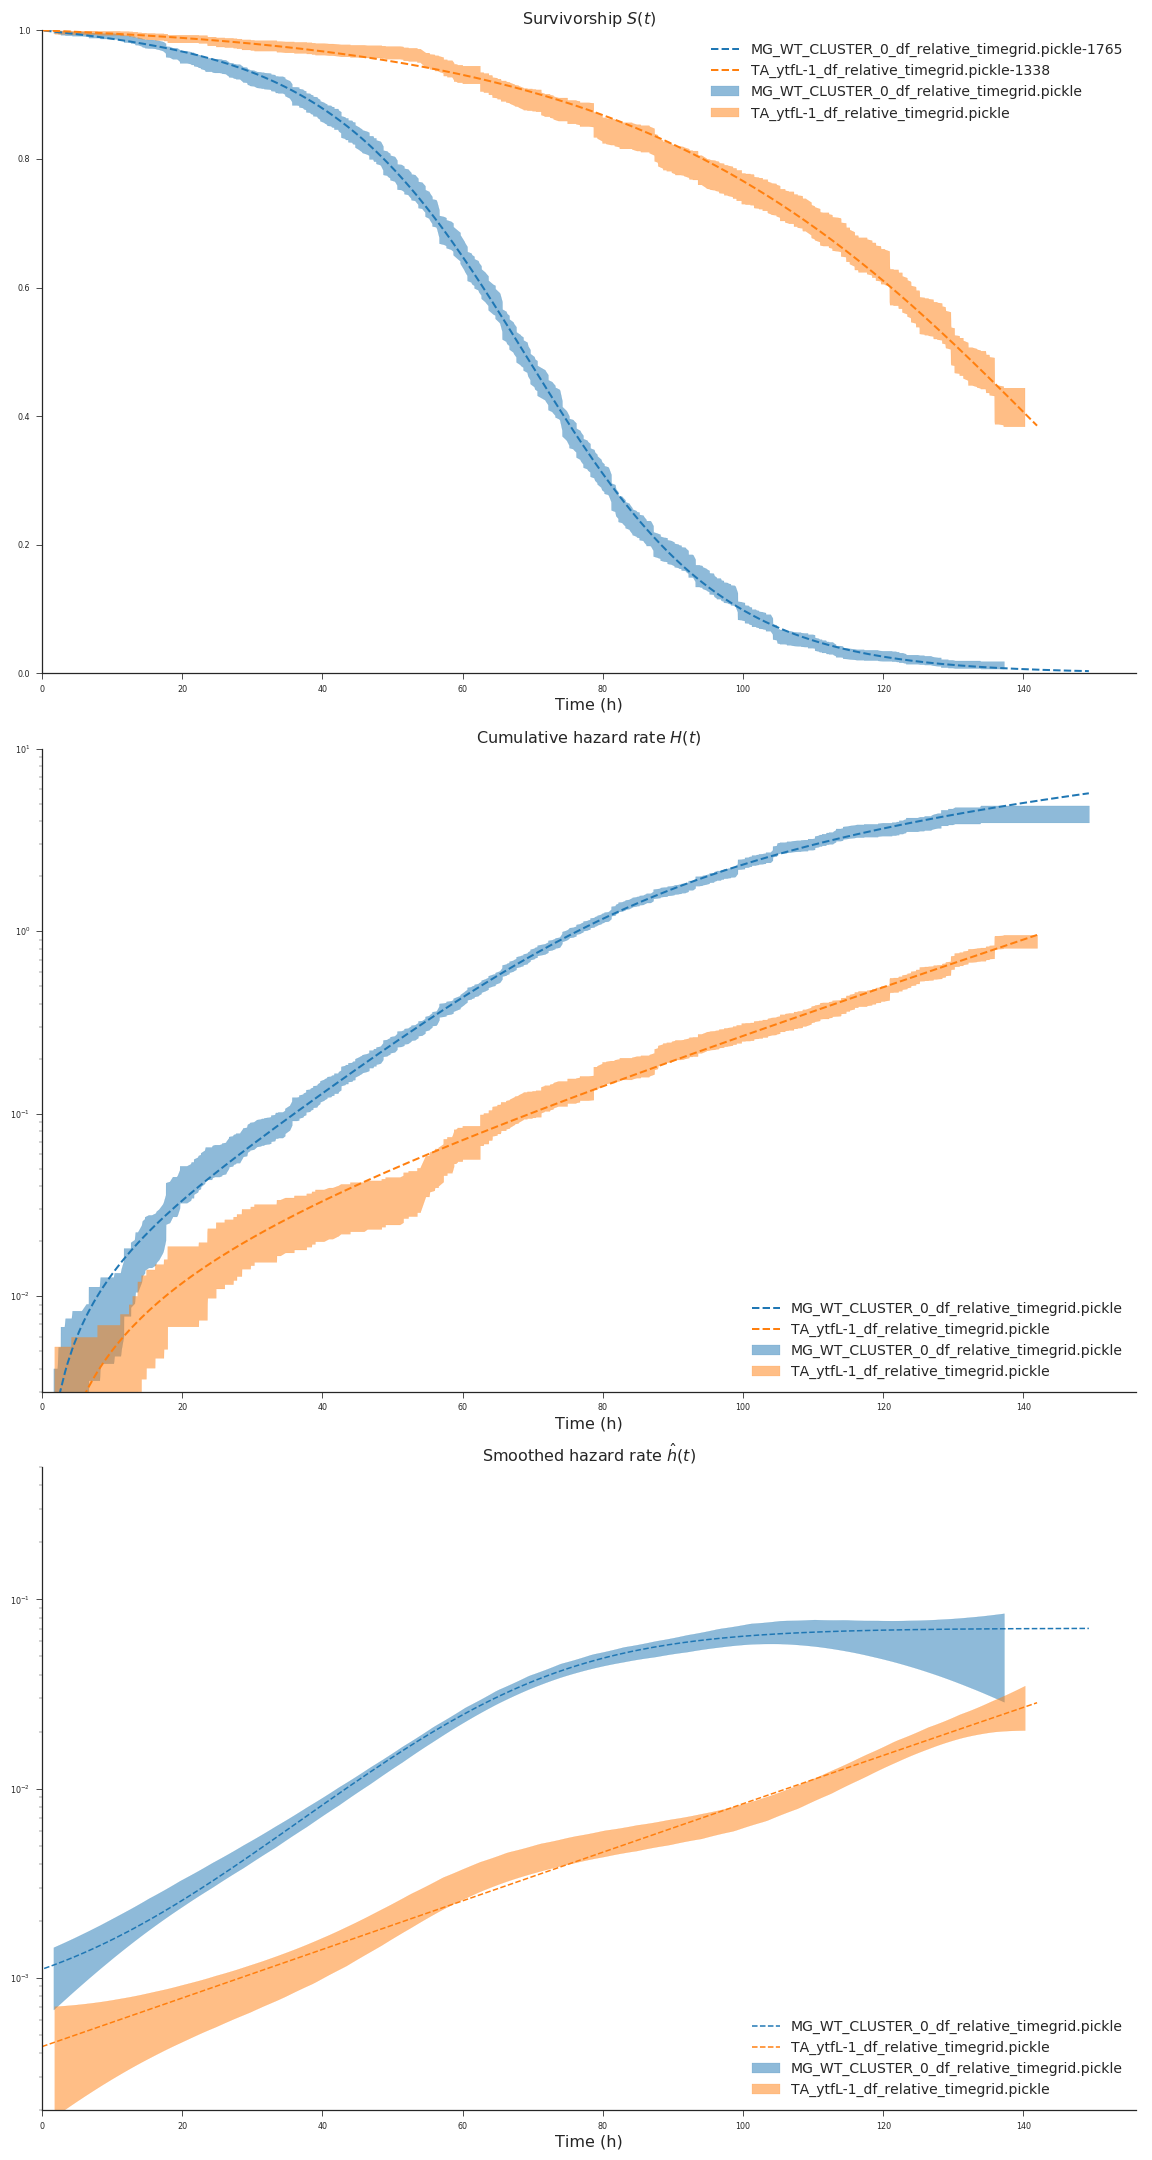 Survivorship S(t)
1.0
0.8
0.6
0.4
0.2
0.0
MG_WT_CLUSTER_0_df_relative_timegrid.pickle-1765
TA_ytfL-1_df_relative_timegrid.pickle-1338
MG_WT_CLUSTER_0_df_relative_timegrid.pickle
TA_ytfL-1_df_relative_timegrid.pickle
0 20 40 60 80 100 120 140
Time (h)
Cumulative hazard rate H(t)
10¹
10⁰
10⁻¹
10⁻²
MG_WT_CLUSTER_0_df_relative_timegrid.pickle
TA_ytfL-1_df_relative_timegrid.pickle
MG_WT_CLUSTER_0_df_relative_timegrid.pickle
TA_ytfL-1_df_relative_timegrid.pickle
0 20 40 60 80 100 120 140
Time (h)
Smoothed hazard rate ĥ(t)
10⁻¹
10⁻²
10⁻³
MG_WT_CLUSTER_0_df_relative_timegrid.pickle
TA_ytfL-1_df_relative_timegrid.pickle
MG_WT_CLUSTER_0_df_relative_timegrid.pickle
TA_ytfL-1_df_relative_timegrid.pickle
0 20 40 60 80 100 120 140
Time (h)